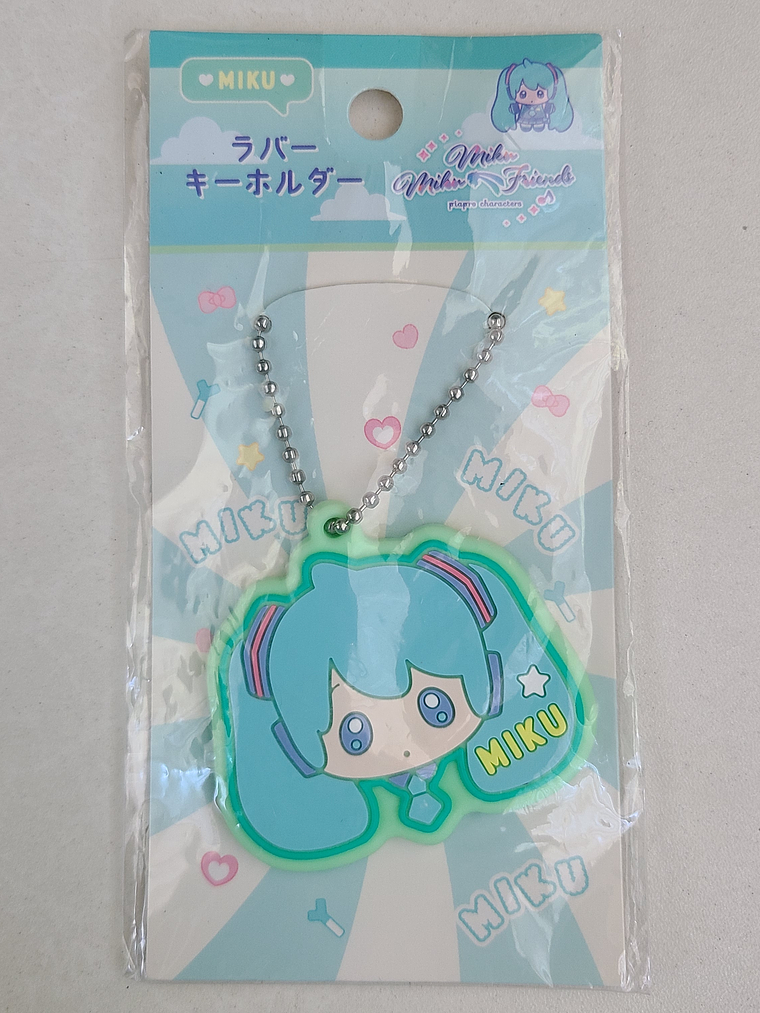 MIKU
ラバー
キーホルダー
Miku
Miku Friends
piapro characters
MIKU
MIKU
MIKU
MIKU